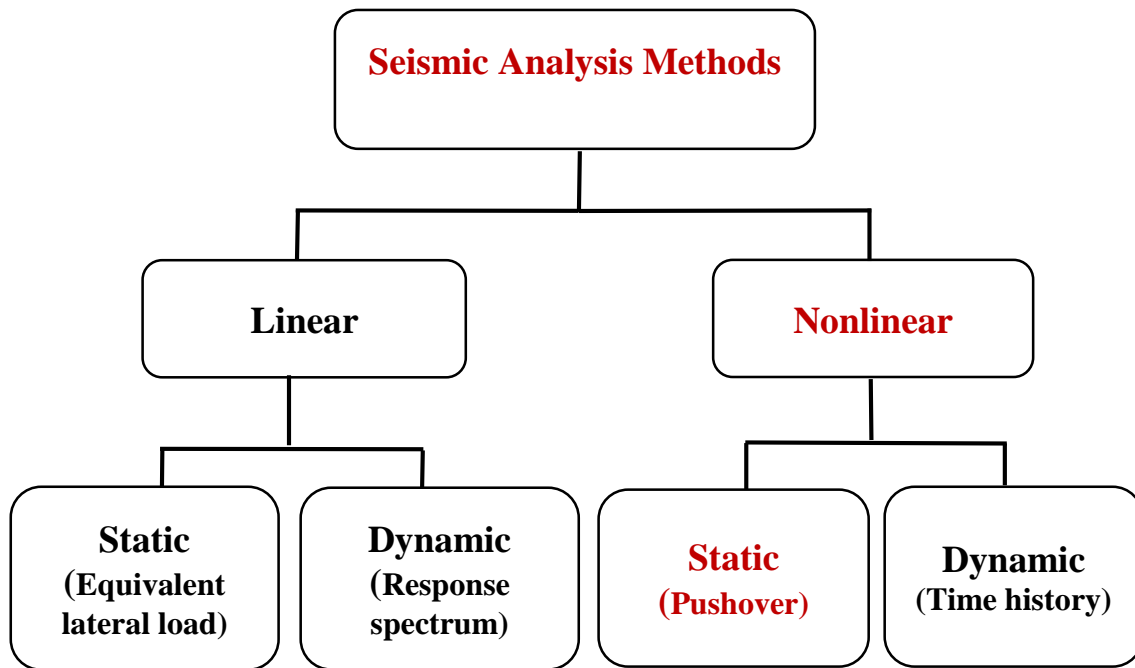 Seismic Analysis Methods
Linear
Nonlinear
Static
(Equivalent
lateral load)
Dynamic
(Response
spectrum)
Static
(Pushover)
Dynamic
(Time history)